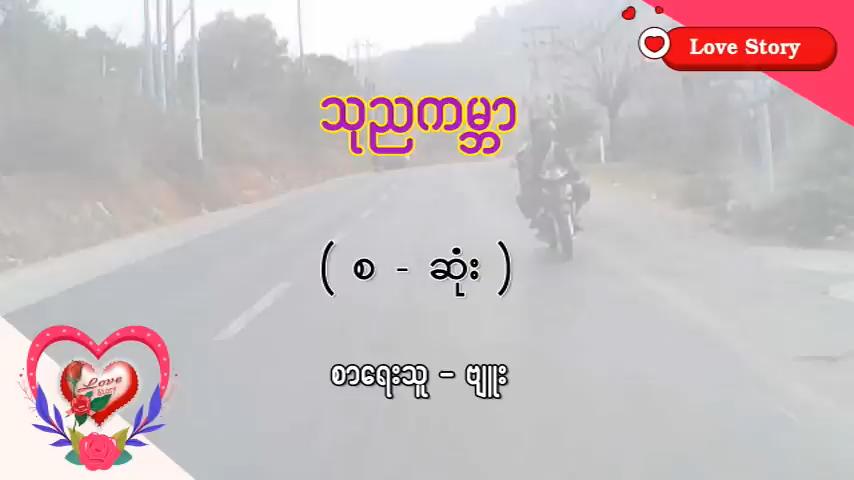 Love Story
သုညကမ္ဘာ
( စ - ဆုံး )
စာရေးသူ - ဗျူး
Love